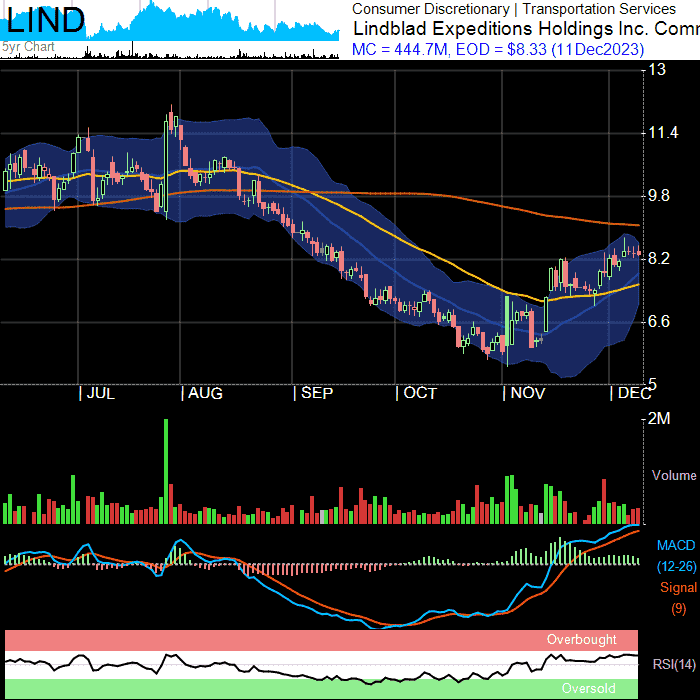 LIND
5yr Chart
Consumer Discretionary | Transportation Services
Lindblad Expeditions Holdings Inc. Comm
MC = 444.7M, EOD = $8.33 (11Dec2023)
13
11.4
9.8
8.2
6.6
5
JUL
AUG
SEP
OCT
NOV
DEC
2M
Volume
MACD
(12-26)
Signal
(9)
Overbought
RSI(14)
Oversold